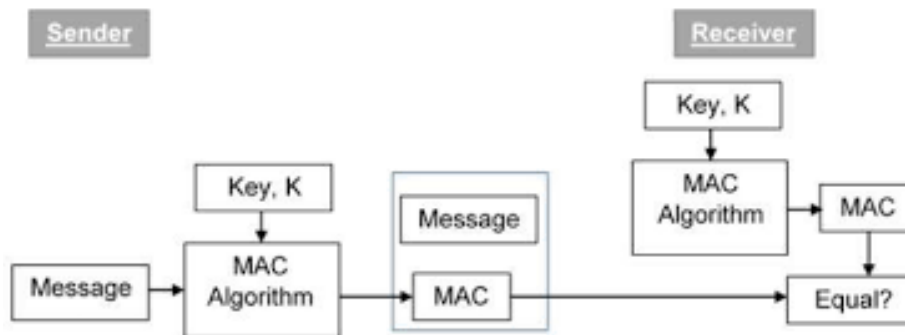 Sender
Receiver
Key, K
MAC
Algorithm
MAC
Key, K
Message
MAC
Algorithm
Message
MAC
Equal?